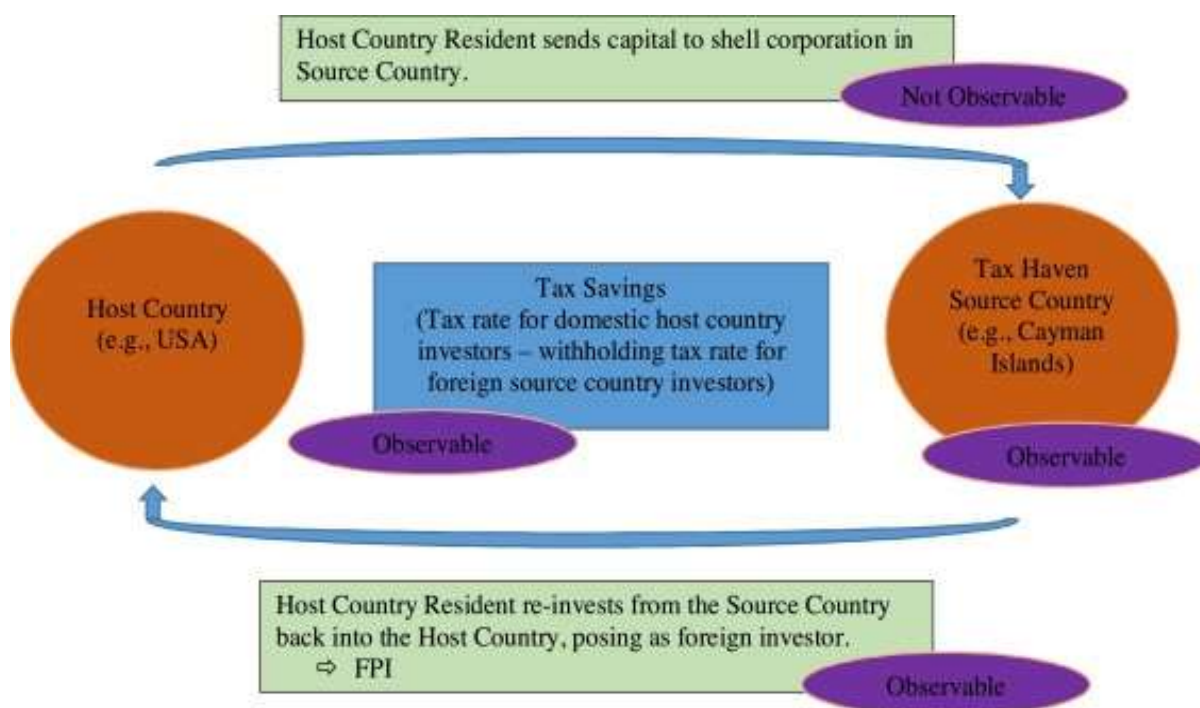 Host Country Resident sends capital to shell corporation in
Source Country.
Not Observable
Host Country
(e.g., USA)
Tax Savings
(Tax rate for domestic host country
investors – withholding tax rate for
foreign source country investors)
Observable
Tax Haven
Source Country
(e.g., Cayman
Islands)
Observable
Host Country Resident re-invests from the Source Country
back into the Host Country, posing as foreign investor.
⇨ FPI
Observable